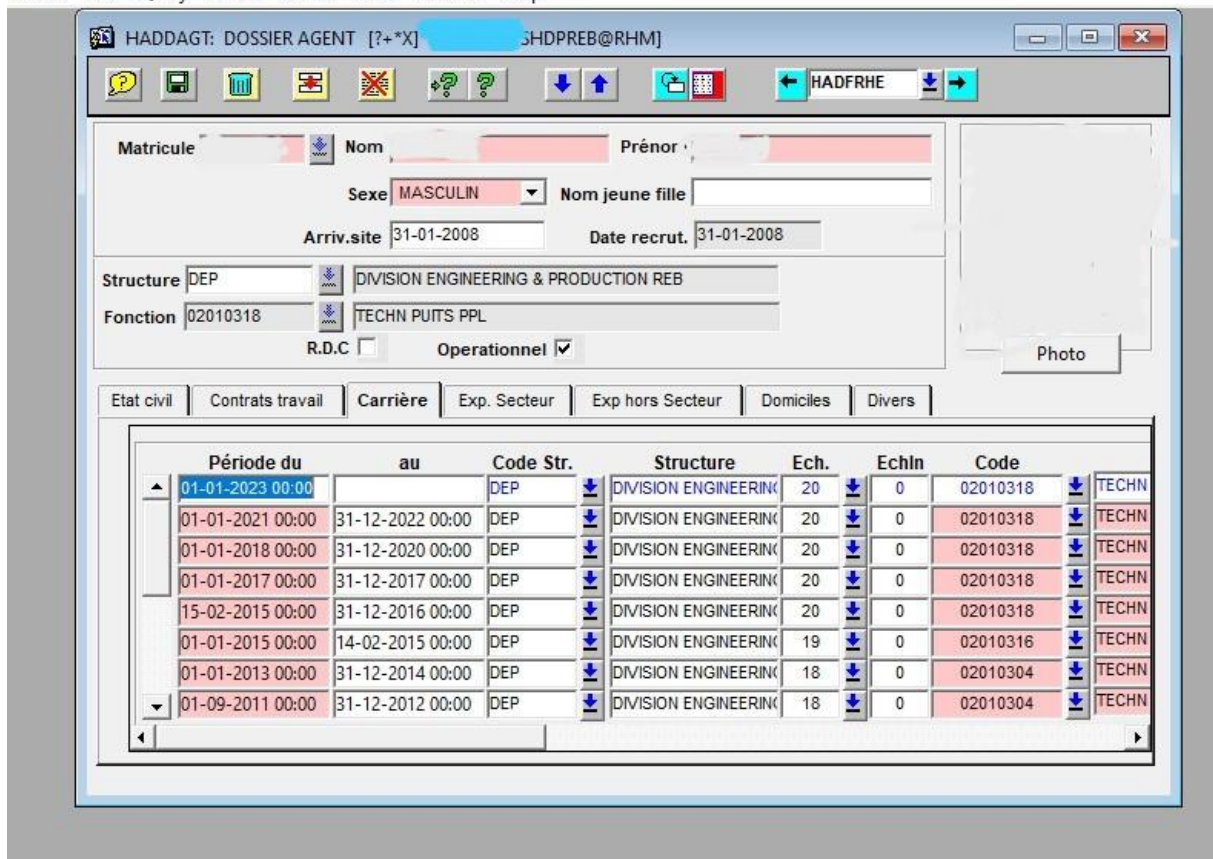 HADDAGT: DOSSIER AGENT [?+*X] SHDPREB@RHM]
HADFRHE
Matricule Nom Prénor
Sexe MASCULIN Nom jeune fille
Arriv.site 31-01-2008 Date recrut. 31-01-2008
Structure DEP DIVISION ENGINEERING & PRODUCTION REB
Fonction 02010318 TECHN PUITS PPL
R.D.C Operationnel
Photo
Etat civil Contrats travail Carrière Exp. Secteur Exp hors Secteur Domiciles Divers
Période du au Code Str. Structure Ech. Echln Code
01-01-2023 00:00 DEP DIVISION ENGINEERING 20 0 02010318 TECHN
01-01-2021 00:00 31-12-2022 00:00 DEP DIVISION ENGINEERING 20 0 02010318 TECHN
01-01-2018 00:00 31-12-2020 00:00 DEP DIVISION ENGINEERING 20 0 02010318 TECHN
01-01-2017 00:00 31-12-2017 00:00 DEP DIVISION ENGINEERING 20 0 02010318 TECHN
15-02-2015 00:00 31-12-2016 00:00 DEP DIVISION ENGINEERING 20 0 02010318 TECHN
01-01-2015 00:00 14-02-2015 00:00 DEP DIVISION ENGINEERING 19 0 02010316 TECHN
01-01-2013 00:00 31-12-2014 00:00 DEP DIVISION ENGINEERING 18 0 02010304 TECHN
01-09-2011 00:00 31-12-2012 00:00 DEP DIVISION ENGINEERING 18 0 02010304 TECHN